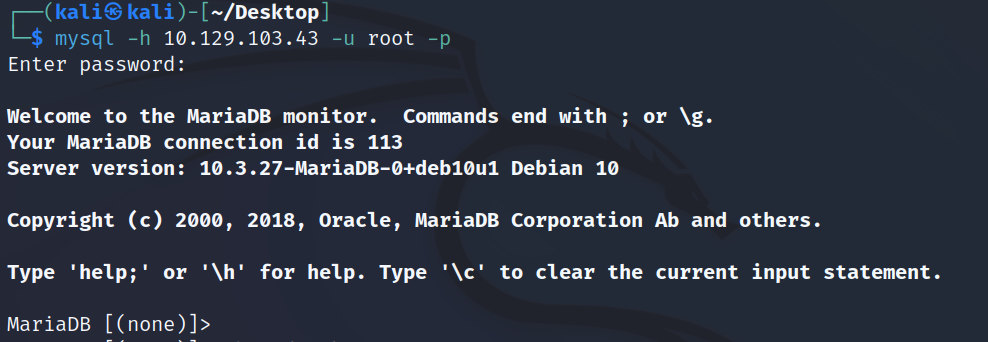 ┌──(kali㉿kali)-[~/Desktop]
└─$ mysql -h 10.129.103.43 -u root -p
Enter password:
Welcome to the MariaDB monitor.  Commands end with ; or \g.
Your MariaDB connection id is 113
Server version: 10.3.27-MariaDB-0+deb10u1 Debian 10
Copyright (c) 2000, 2018, Oracle, MariaDB Corporation Ab and others.
Type 'help;' or '\h' for help. Type '\c' to clear the current input statement.
MariaDB [(none)]>